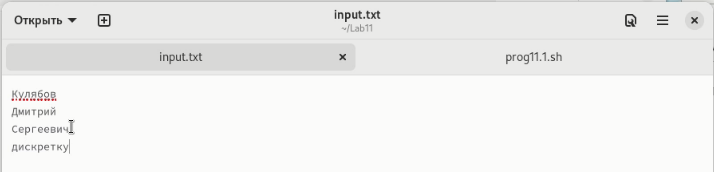 Открыть
input.txt
~/Lab11
input.txt
prog11.1.sh
Кулябов
Дмитрий
Сергеевич
дискретку